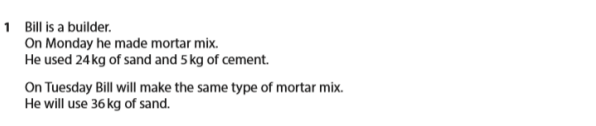 1 Bill is a builder.
On Monday he made mortar mix.
He used 24 kg of sand and 5 kg of cement.
On Tuesday Bill will make the same type of mortar mix.
He will use 36 kg of sand.